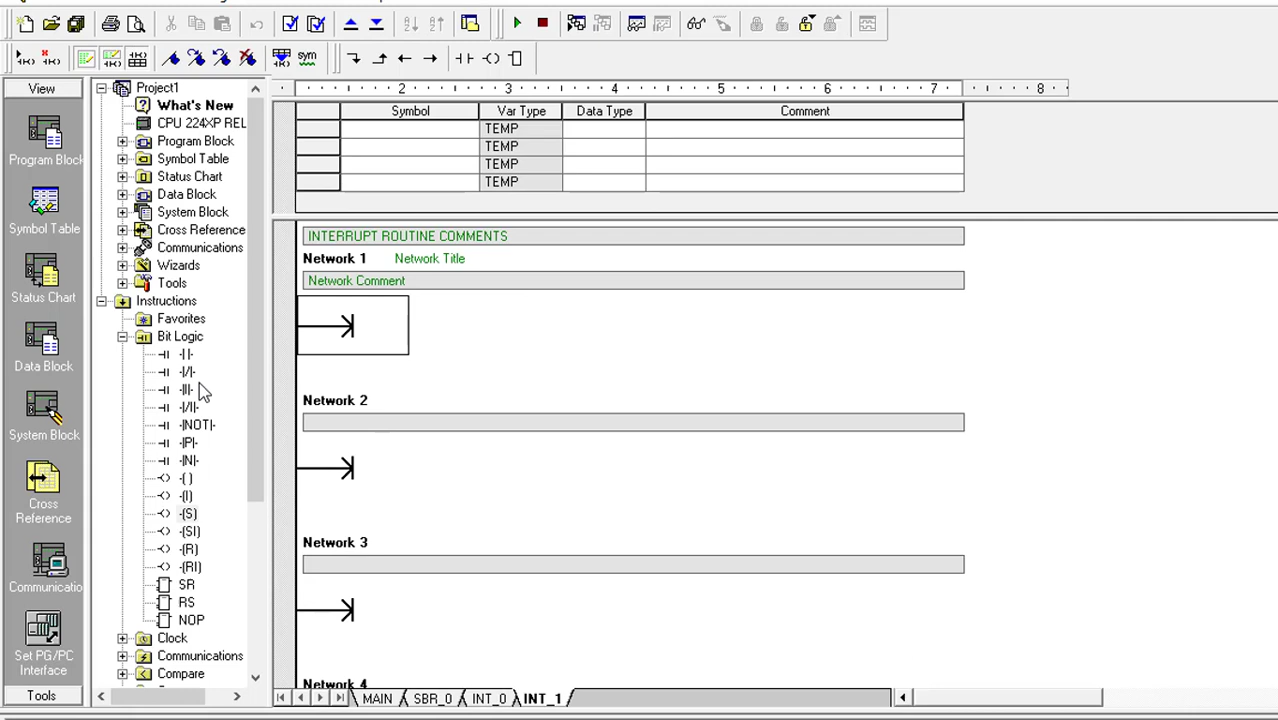 sym
View
Program Block
Symbol Table
Status Chart
Data Block
System Block
Cross
Reference
Communicatio
Set PG/PC
Interface
Tools
Project1
What's New
CPU 224XP REL
Program Block
Symbol Table
Status Chart
Data Block
System Block
Cross Reference
Communications
Wizards
Tools
Instructions
Favorites
Bit Logic
-| |-
-|/|-
-|I|-
-|/I|-
-|NOT|-
-|P|-
-|N|-
-( )
-(I)
-(S)
-(SI)
-(R)
-(RI)
SR
RS
NOP
Clock
Communications
Compare
2 3 4 5 6 7 8
Symbol Var Type Data Type Comment
TEMP
TEMP
TEMP
TEMP
INTERRUPT ROUTINE COMMENTS
Network 1 Network Title
Network Comment
Network 2
Network 3
Network 4
MAIN SBR_0 INT_0 INT_1